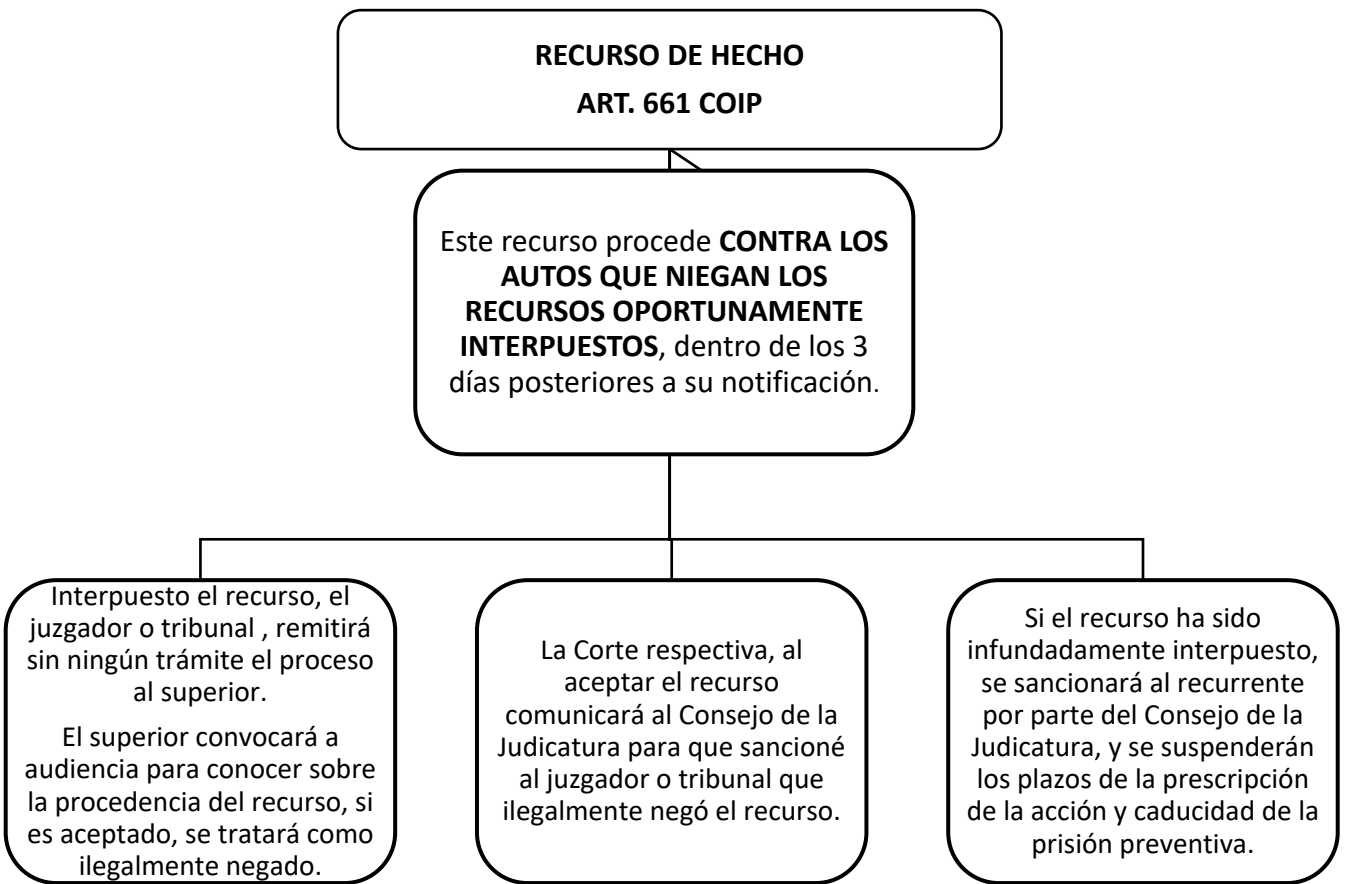 RECURSO DE HECHO
ART. 661 COIP
Este recurso procede CONTRA LOS
AUTOS QUE NIEGAN LOS
RECURSOS OPORTUNAMENTE
INTERPUESTOS, dentro de los 3
días posteriores a su notificación.
Interpuesto el recurso, el
juzgador o tribunal , remitirá
sin ningún trámite el proceso
al superior.
El superior convocará a
audiencia para conocer sobre
la procedencia del recurso, si
es aceptado, se tratará como
ilegalmente negado.
La Corte respectiva, al
aceptar el recurso
comunicará al Consejo de la
Judicatura para que sancioné
al juzgador o tribunal que
ilegalmente negó el recurso.
Si el recurso ha sido
infundadamente interpuesto,
se sancionará al recurrente
por parte del Consejo de la
Judicatura, y se suspenderán
los plazos de la prescripción
de la acción y caducidad de la
prisión preventiva.